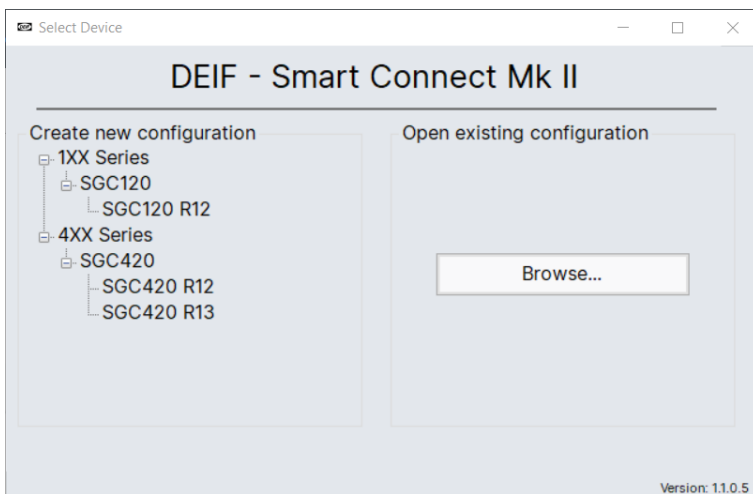 DEIF Select Device
DEIF - Smart Connect Mk II
Create new configuration
1XX Series
SGC120
SGC120 R12
4XX Series
SGC420
SGC420 R12
SGC420 R13
Open existing configuration
Browse...
Version: 1.1.0.5